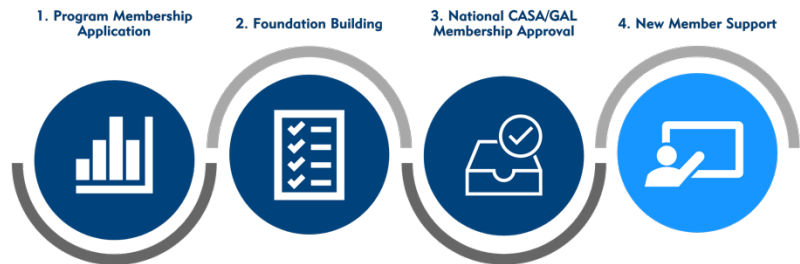 1. Program Membership
Application
2. Foundation Building
3. National CASA/GAL
Membership Approval
4. New Member Support